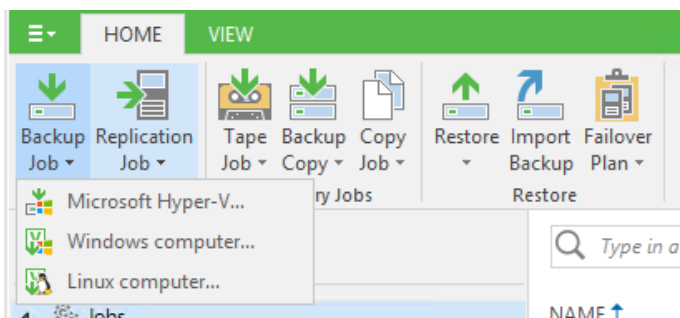 HOME VIEW
Backup Replication Tape Backup Copy Restore Import Failover
Job Job Job Copy Job Backup Plan
ry Jobs Restore
Microsoft Hyper-V...
Windows computer...
Type in a
Linux computer...
Jobs
NAME